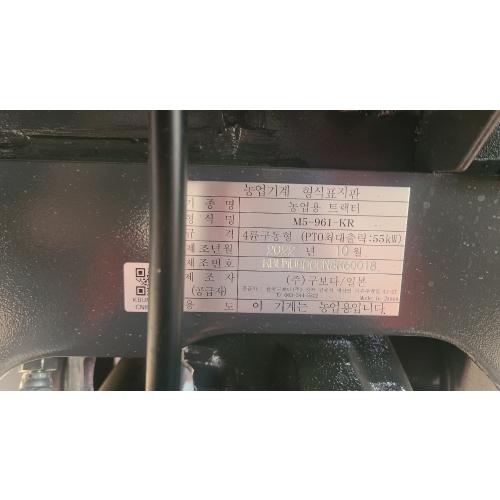 농업기계 형식표지판
기종명 농업용 트랙터
형식명 M5-961-KR
규격 4륜구동형 (PTO최대출력:55kW)
제조년월 2022 년 10 월
제조번호
제조자 (주)구보다/일본
(공급자)
Made in Japan
용도 이 기계는 농업용입니다.
KBUM
CN8